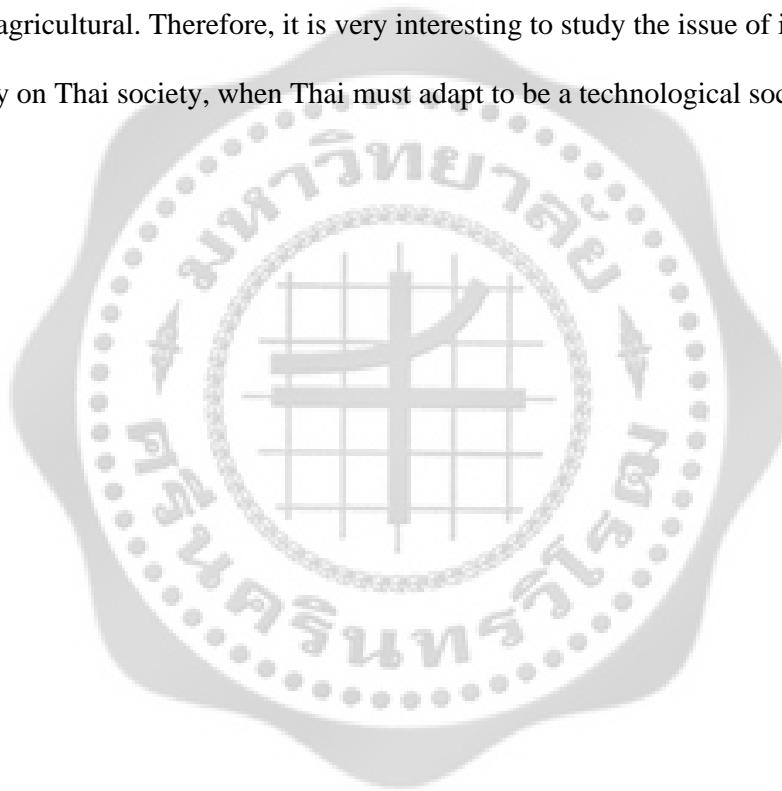 agricultural. Therefore, it is very interesting to study the issue of
on Thai society, when Thai must adapt to be a technological
มหาวิทยาลัย
ศรีนครินทรวิโรฒ